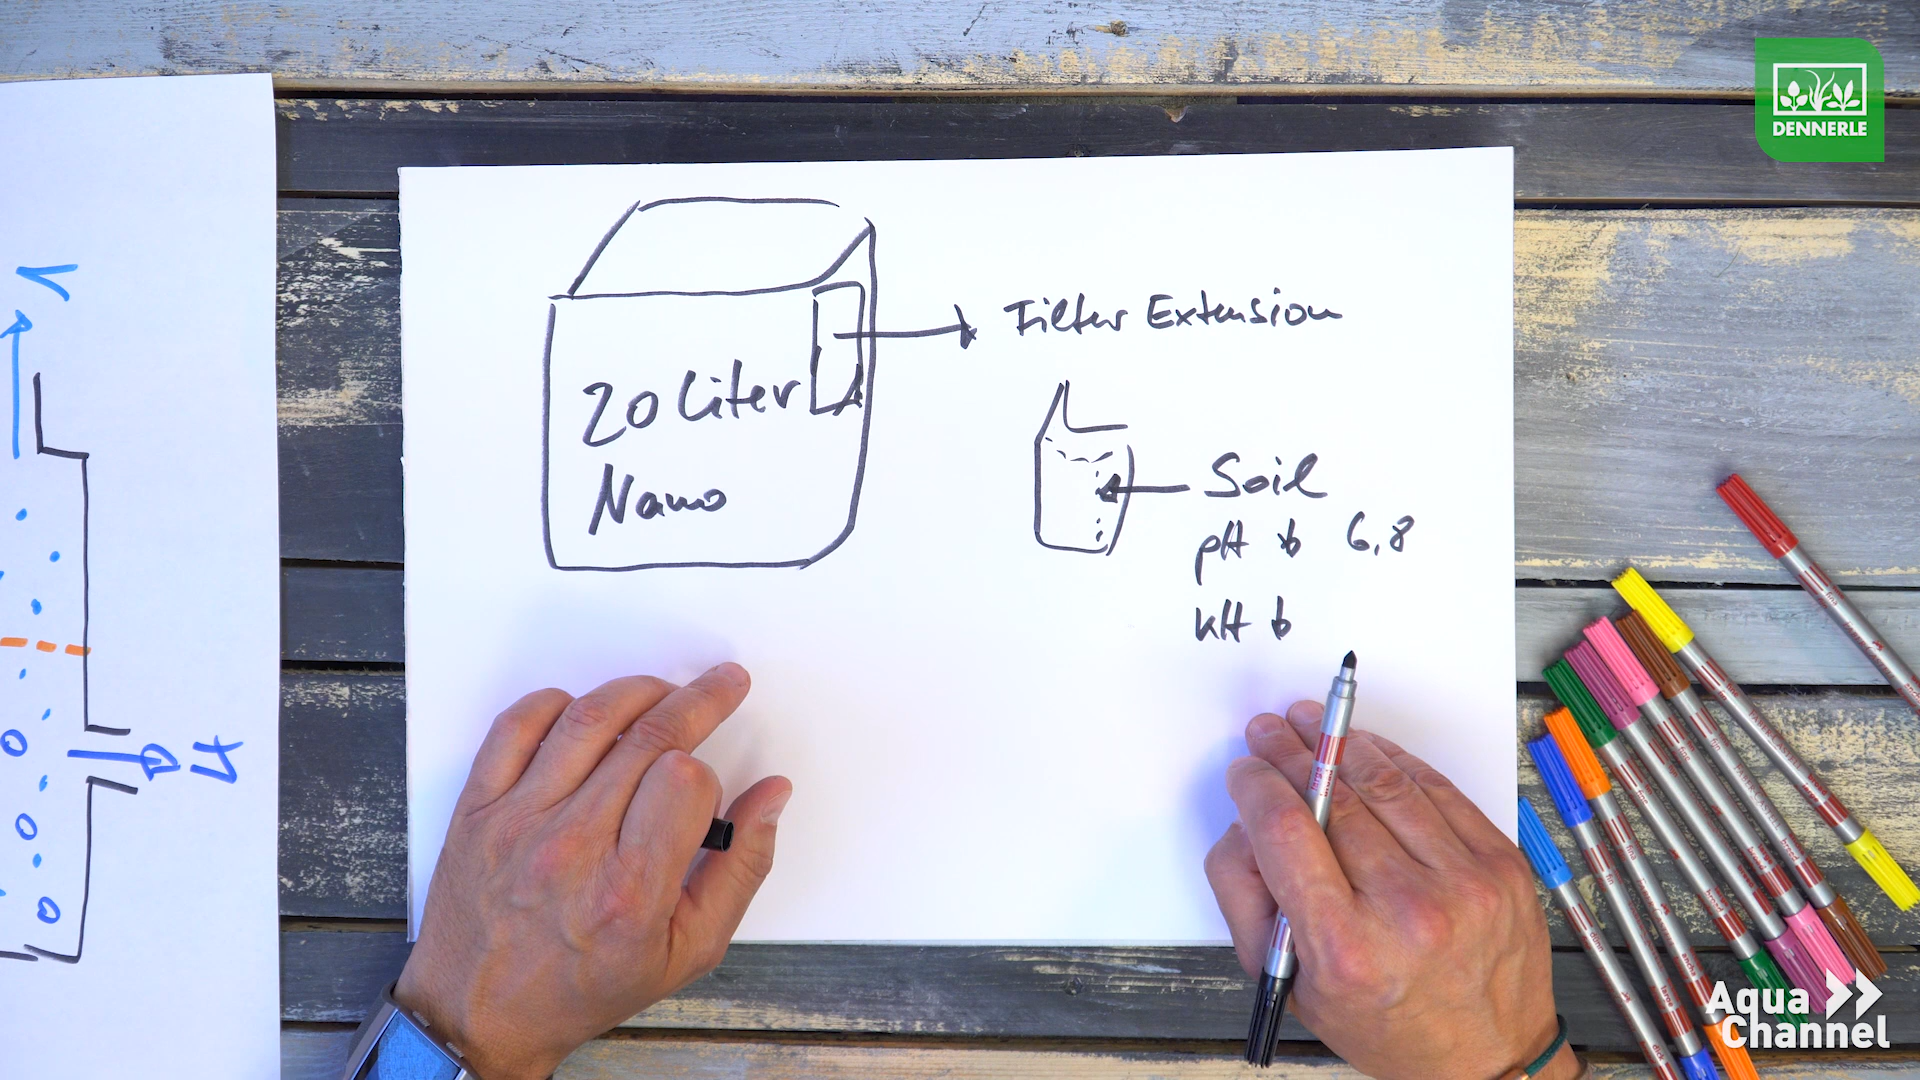 DENNERLE
Filter Extension
20 Liter
Nano
Soil
pH ↓ 6,8
kH ↓
Aqua
Channel